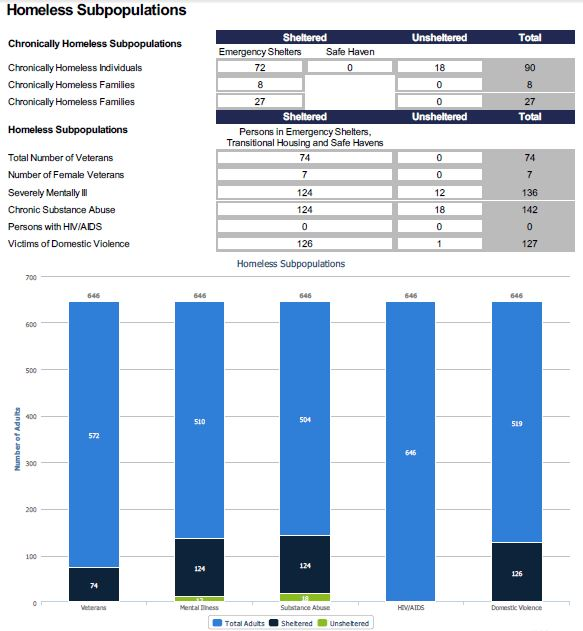 Homeless Subpopulations
Chronically Homeless Subpopulations Sheltered Unsheltered Total
Emergency Shelters Safe Haven
Chronically Homeless Individuals 72 0 18 90
Chronically Homeless Families 8 0 8
Chronically Homeless Families 27 0 27
Homeless Subpopulations Sheltered Unsheltered Total
Persons in Emergency Shelters,
Transitional Housing and Safe Havens
Total Number of Veterans 74 0 74
Number of Female Veterans 7 0 7
Severely Mentally Ill 124 12 136
Chronic Substance Abuse 124 18 142
Persons with HIV/AIDS 0 0 0
Victims of Domestic Violence 126 1 127
Homeless Subpopulations
Number of Adults
700
646 646 646 646 646
600
500
510 504 519
572
400
646
300
200
100
124 124
126
74
12 18
0
Veterans Mental Illness Substance Abuse HIV/AIDS Domestic Violence
Total Adults Sheltered Unsheltered